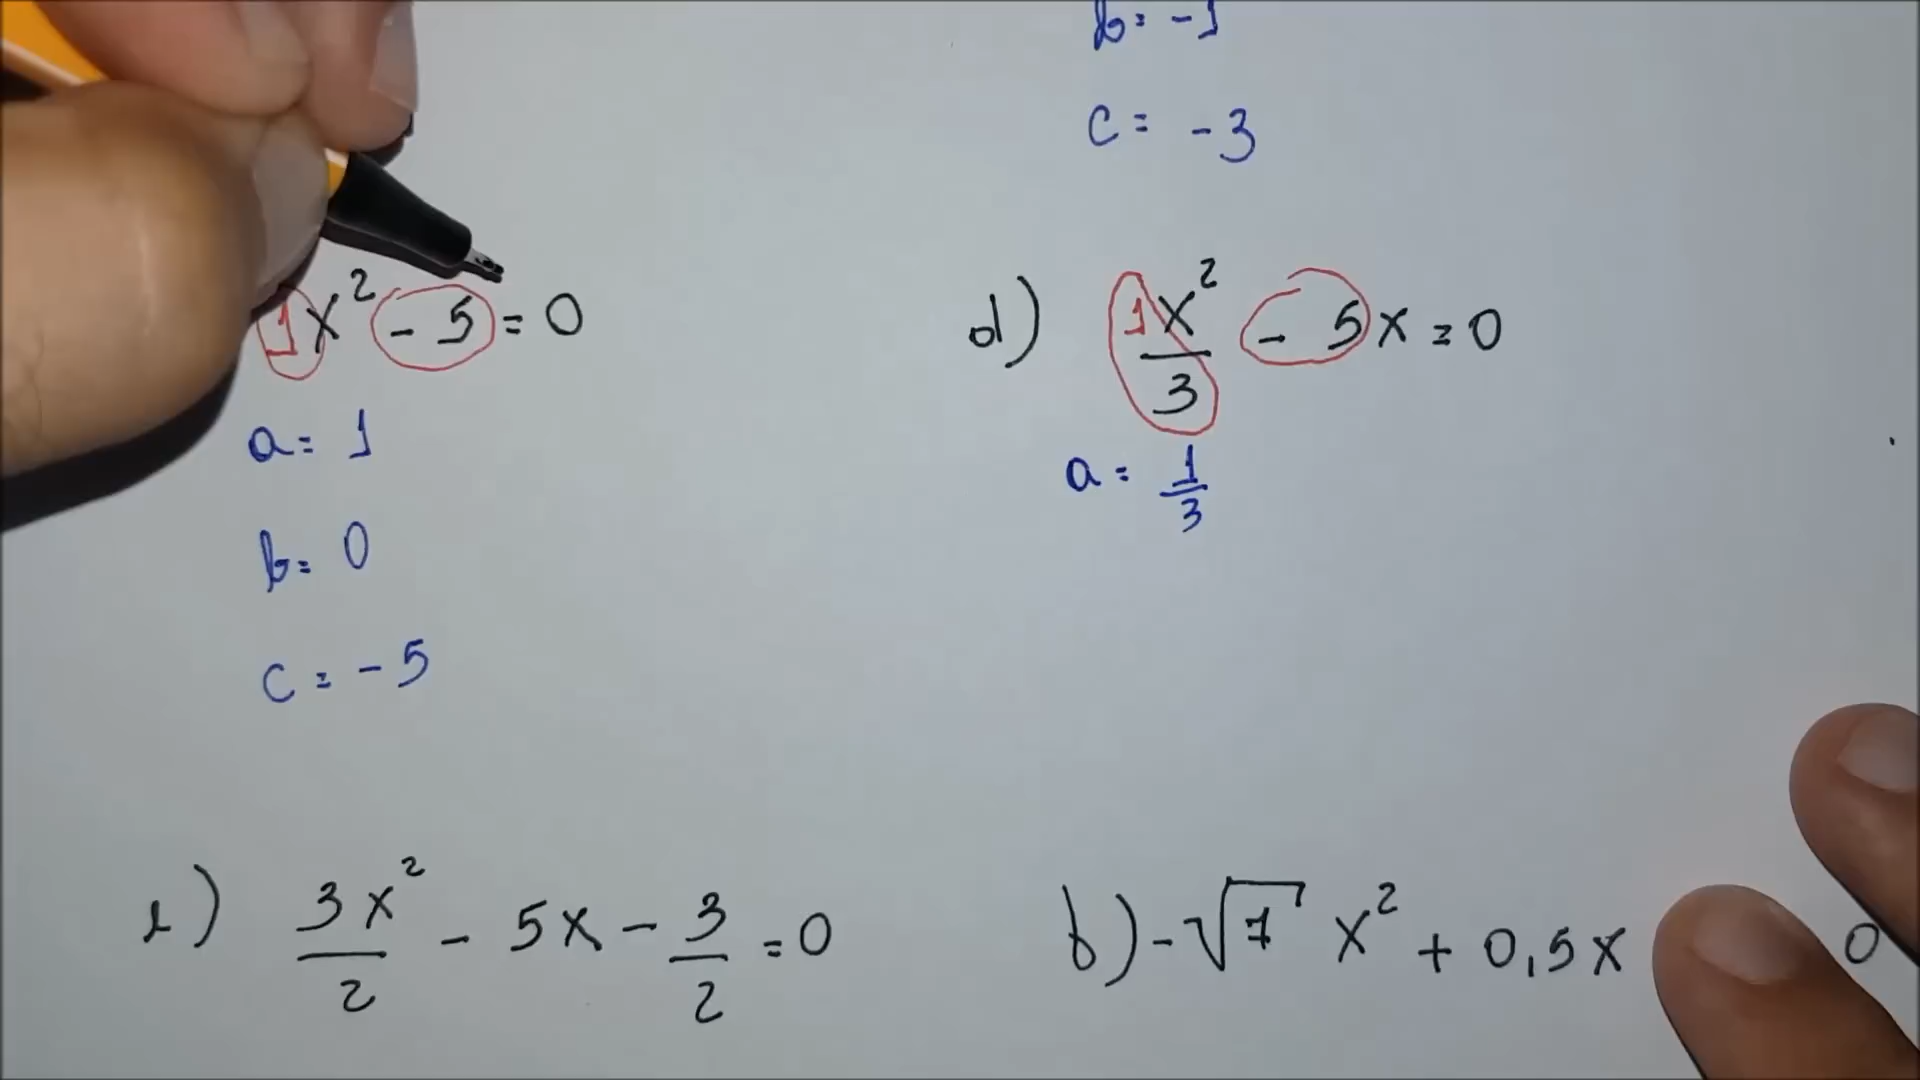 b = -1
c = -3
1x² - 5 = 0
a = 1
b = 0
c = -5
d) 1x²/3 - 5x = 0
a = 1/3
e) 3x²/2 - 5x - 3/2 = 0
f) -√7 x² + 0,5x
0